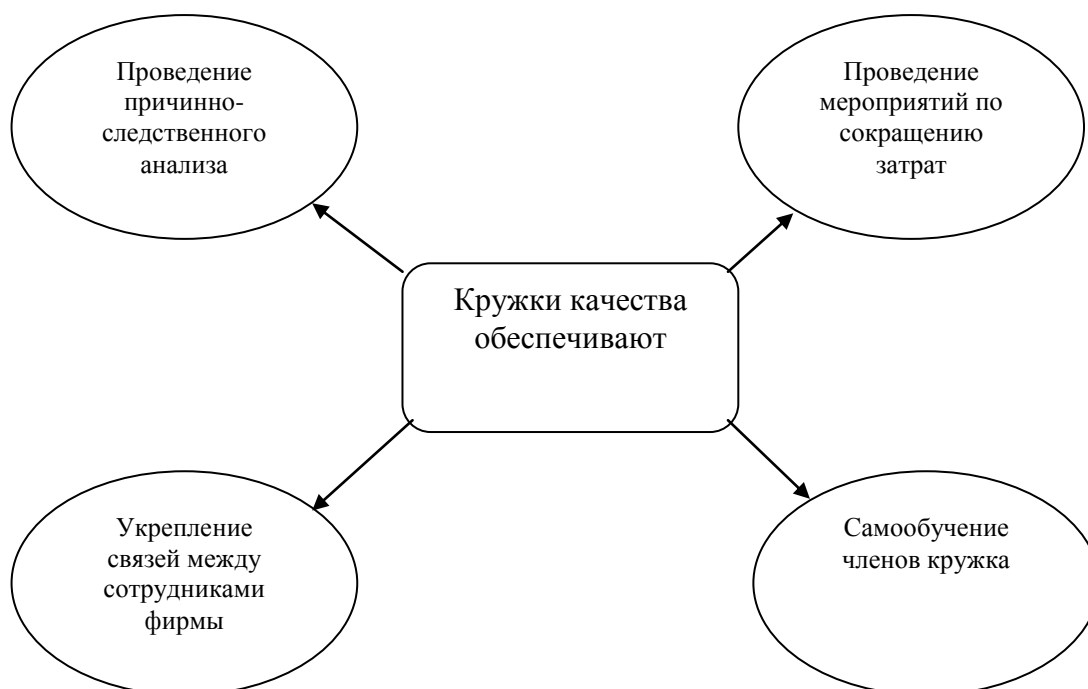 Проведение
причинно-
следственного
анализа
Проведение
мероприятий по
сокращению
затрат
Кружки качества
обеспечивают
Укрепление
связей между
сотрудниками
фирмы
Самообучение
членов кружка